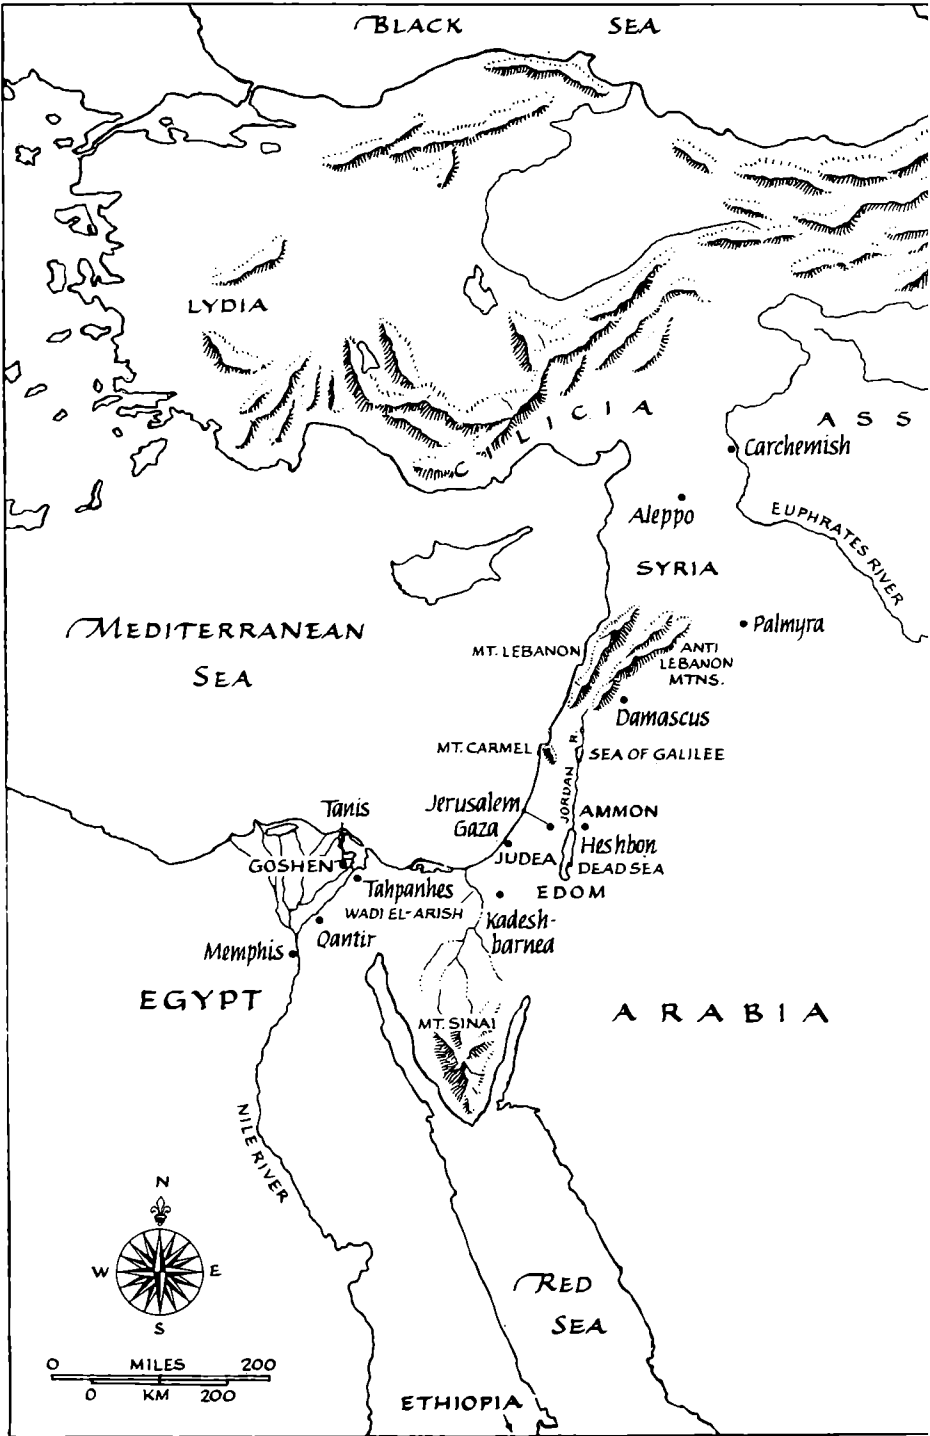 BLACK SEA
LYDIA
CILICIA
ASS
Carchemish
Aleppo
EUPHRATES RIVER
SYRIA
MEDITERRANEAN
SEA
Palmyra
MT. LEBANON
ANTI
LEBANON
MTNS.
Damascus
MT. CARMEL
SEA OF GALILEE
JORDAN R.
Jerusalem
Gaza
AMMON
Heshbon
JUDEA
DEAD SEA
EDOM
Tanis
GOSHEN
Tahpanhes
WADI EL-ARISH
Kadesh-
barnea
Qantir
Memphis
EGYPT
ARABIA
MT. SINAI
NILE RIVER
N
W E
S
RED
SEA
0 MILES 200
0 KM 200
ETHIOPIA